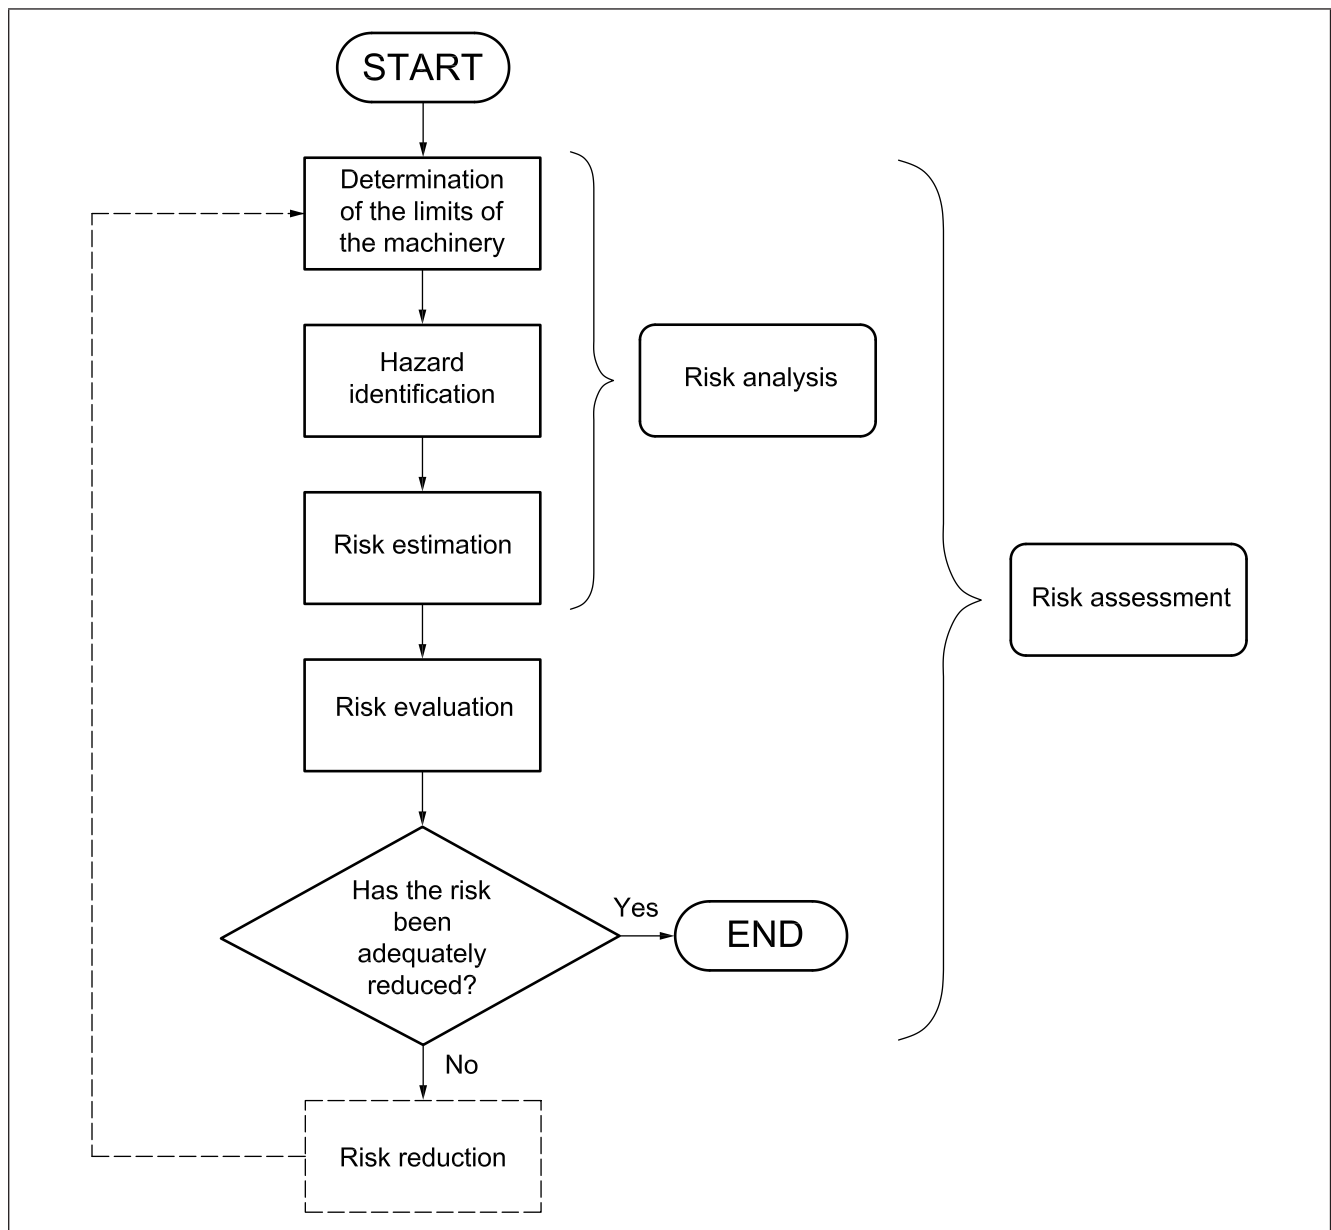 START
Determination
of the limits of
the machinery
Hazard
identification
Risk analysis
Risk estimation
Risk assessment
Risk evaluation
Has the risk
been
adequately
reduced?
Yes
END
No
Risk reduction